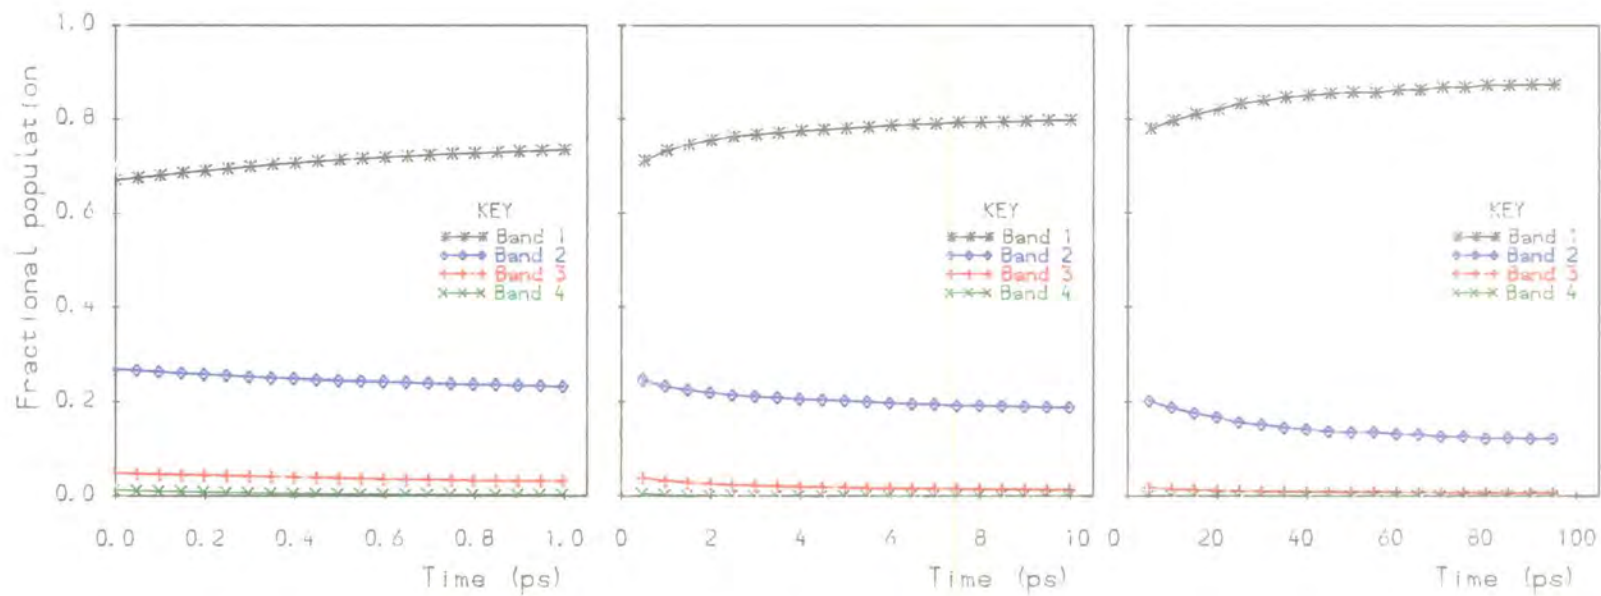 Fractional population
1.0
0.8
0.6
0.4
0.2
0.0
KEY
Band 1
Band 2
Band 3
Band 4
0.0 0.2 0.4 0.6 0.8 1.0
Time (ps)
KEY
Band 1
Band 2
Band 3
Band 4
0 2 4 6 8 10
Time (ps)
KEY
Band 1
Band 2
Band 3
Band 4
0 20 40 60 80 100
Time (ps)